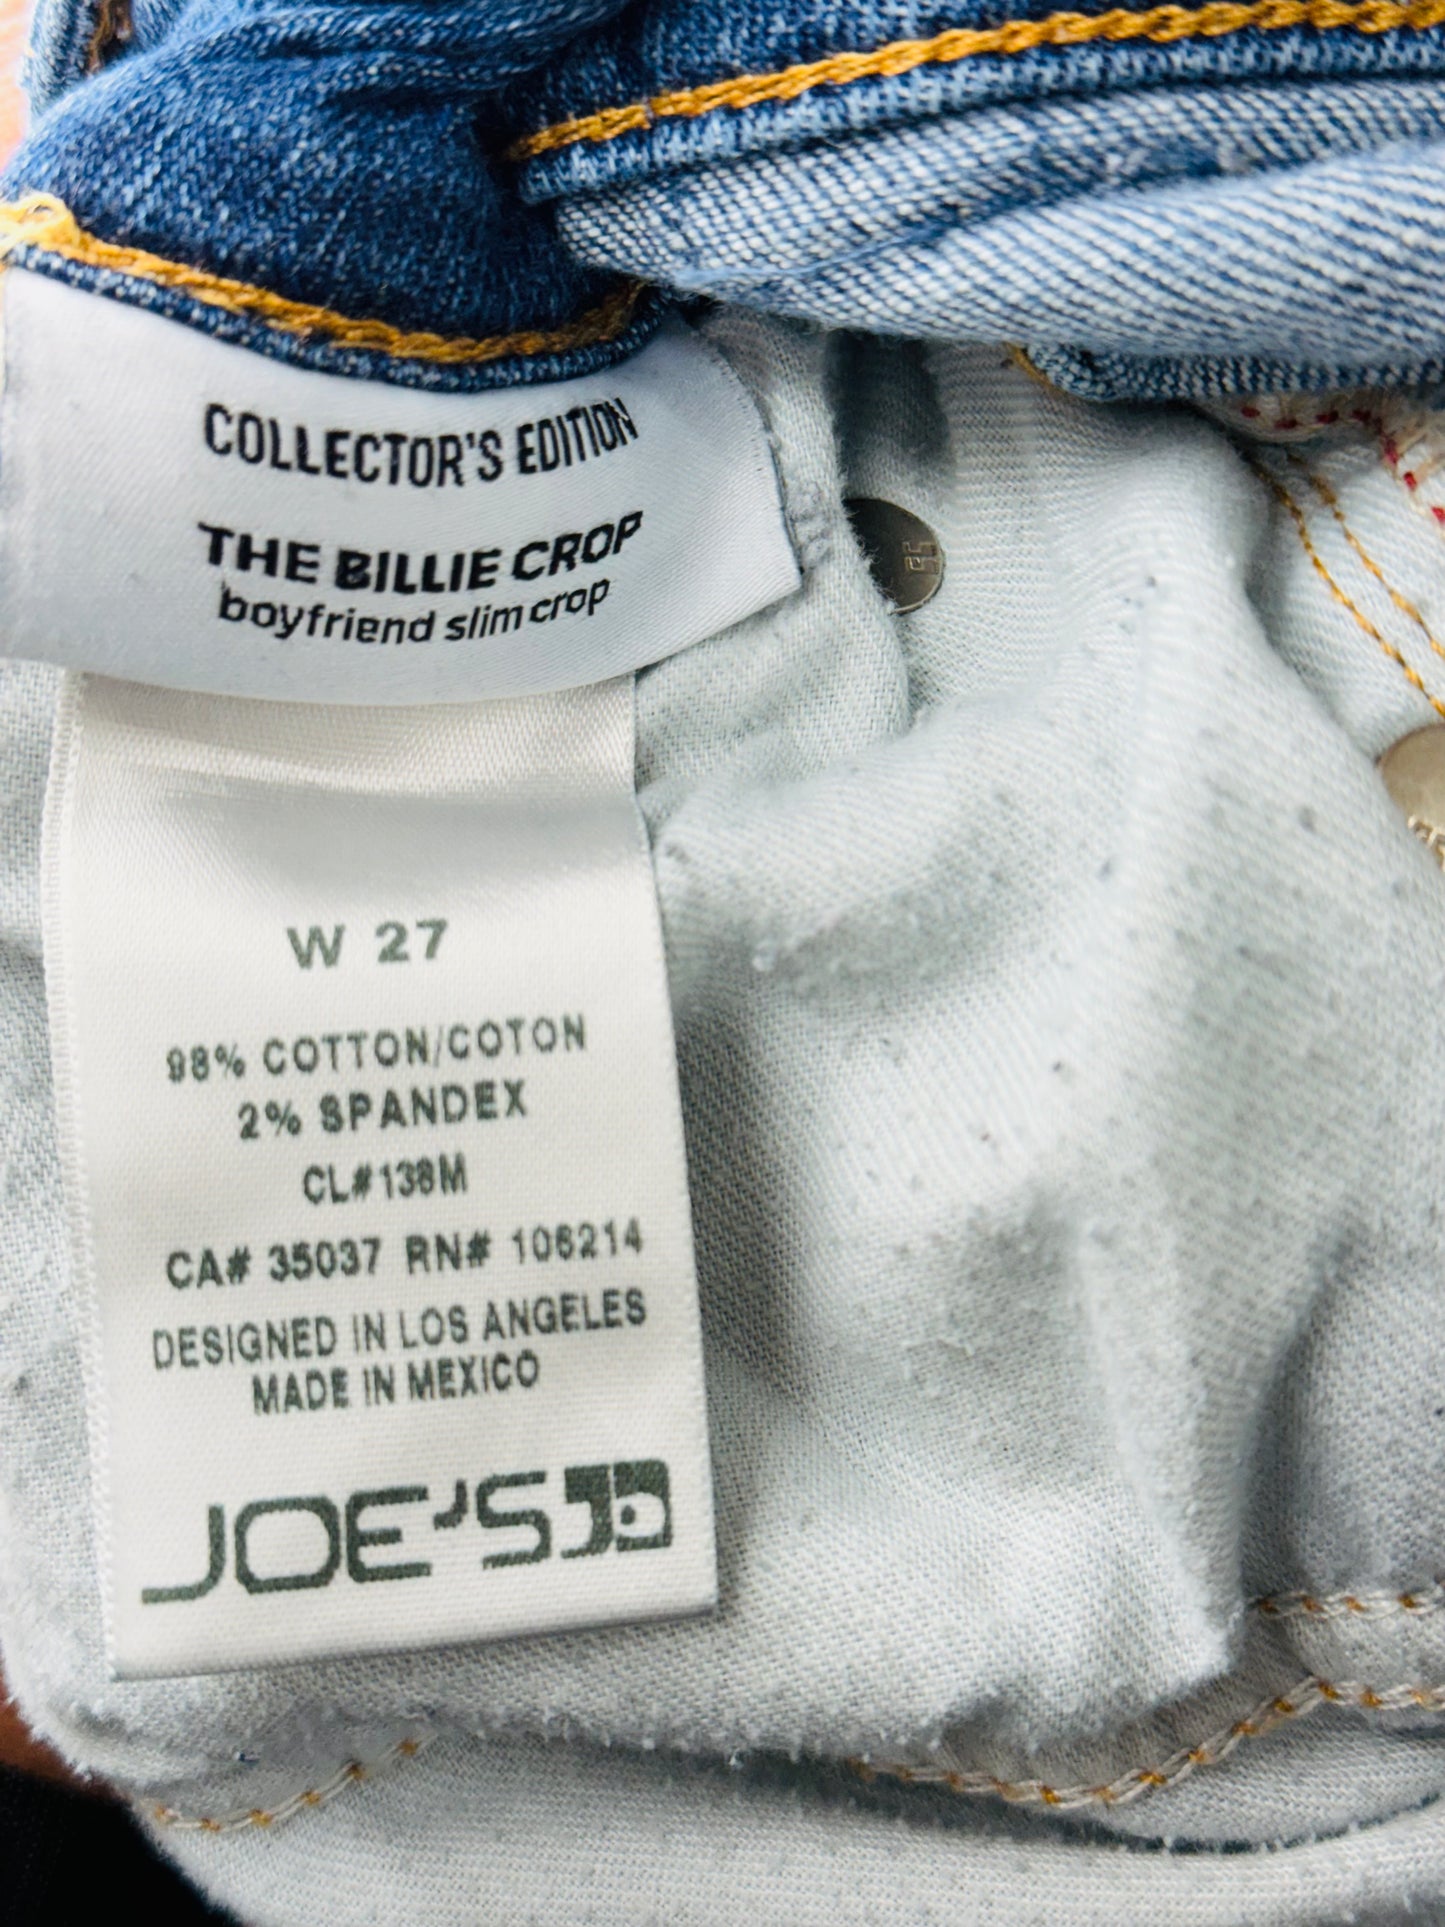 COLLECTOR'S EDITION
THE BILLIE CROP
boyfriend slim crop
W 27
98% COTTON/COTON
2% SPANDEX
CL#138M
CA# 35037 RN# 106214
DESIGNED IN LOS ANGELES
MADE IN MEXICO
JOE'S